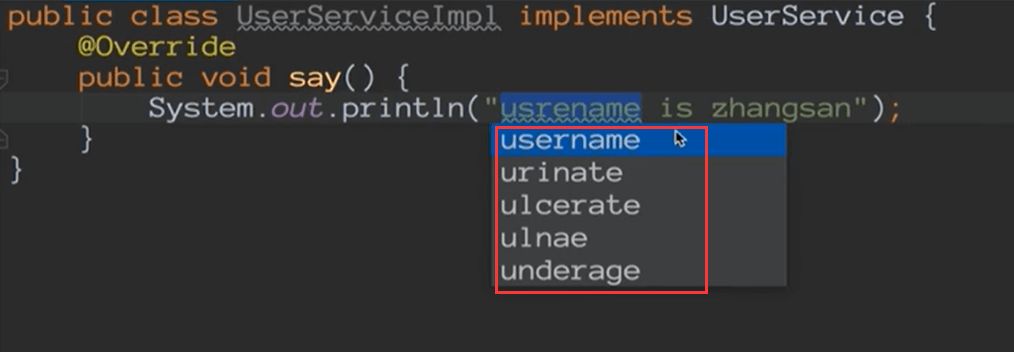 public class UserServiceImpl implements UserService {
@Override
public void say() {
System.out.println("usrename is zhangsan");
}
}
username
urinate
ulcerate
ulnae
underage